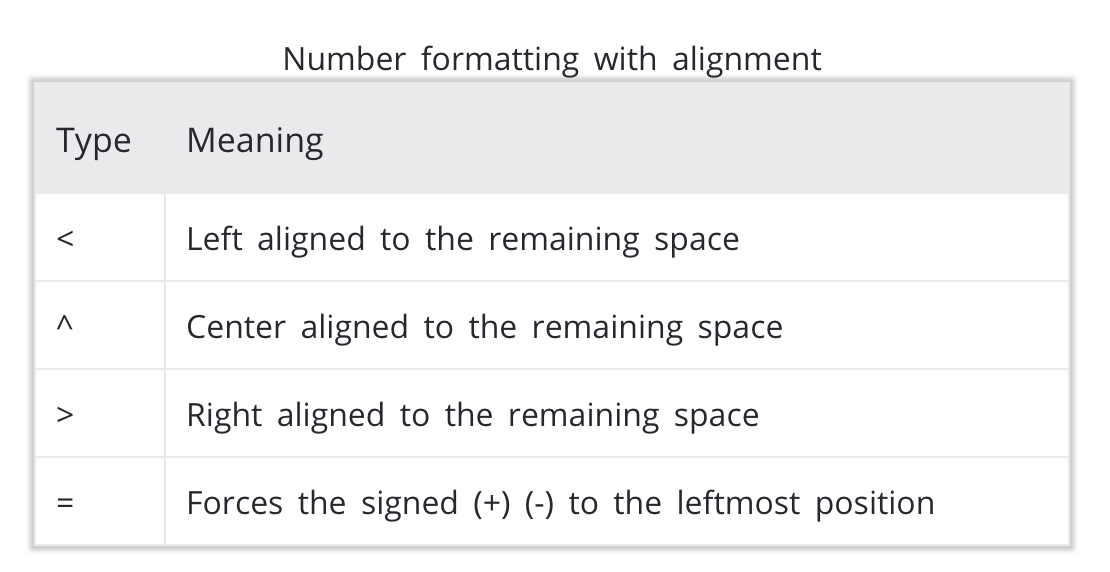 Number formatting with alignment
Type Meaning
< Left aligned to the remaining space
^ Center aligned to the remaining space
> Right aligned to the remaining space
= Forces the signed (+) (-) to the leftmost position